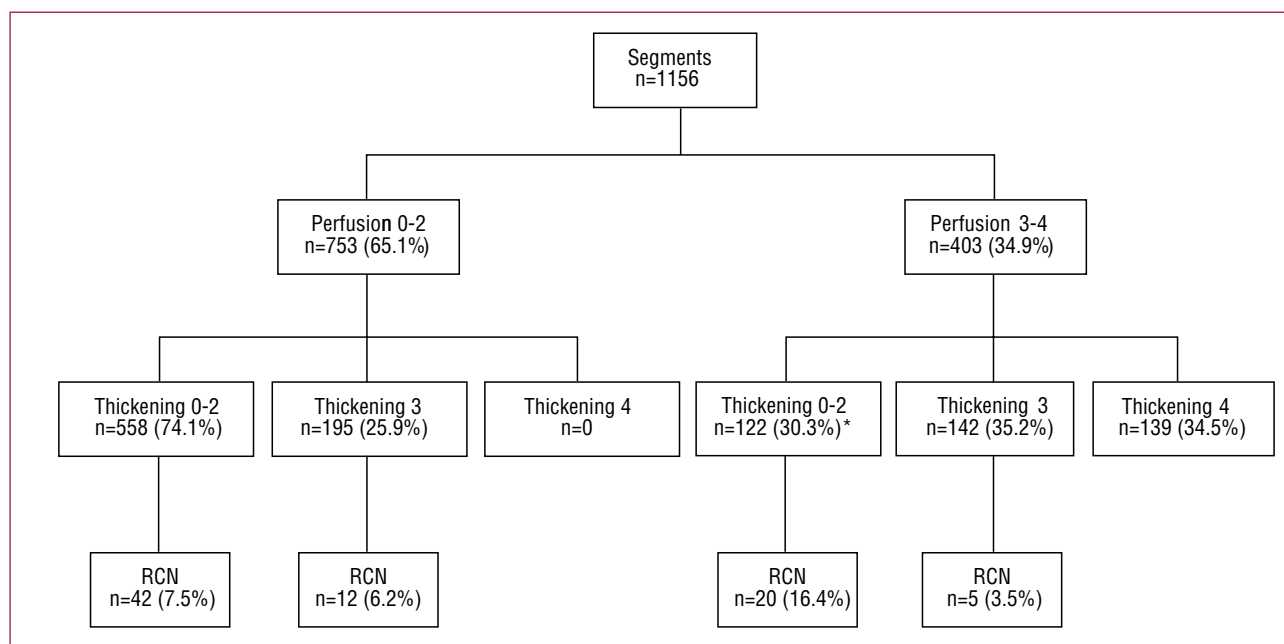 Segments
n=1156
Perfusion 0-2
n=753 (65.1%)
Perfusion 3-4
n=403 (34.9%)
Thickening 0-2
n=558 (74.1%)
Thickening 3
n=195 (25.9%)
Thickening 4
n=0
Thickening 0-2
n=122 (30.3%)*
Thickening 3
n=142 (35.2%)
Thickening 4
n=139 (34.5%)
RCN
n=42 (7.5%)
RCN
n=12 (6.2%)
RCN
n=20 (16.4%)
RCN
n=5 (3.5%)